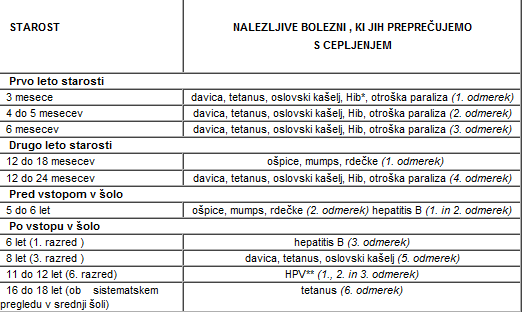 STAROST
NALEZLJIVE BOLEZNI , KI JIH PREPREČUJEMO
S CEPLJENJEM
Prvo leto starosti
3 mesece davica, tetanus, oslovski kašelj, Hib*, otroška paraliza (1. odmerek)
4 do 5 mesecev davica, tetanus, oslovski kašelj, Hib, otroška paraliza (2. odmerek)
6 mesecev davica, tetanus, oslovski kašelj, Hib, otroška paraliza (3. odmerek)
Drugo leto starosti
12 do 18 mesecev ošpice, mumps, rdečke (1. odmerek)
12 do 24 mesecev davica, tetanus, oslovski kašelj, Hib, otroška paraliza (4. odmerek)
Pred vstopom v šolo
5 do 6 let ošpice, mumps, rdečke (2. odmerek) hepatitis B (1. in 2. odmerek)
Po vstopu v šolo
6 let (1. razred ) hepatitis B (3. odmerek)
8 let (3. razred) davica, tetanus, oslovski kašelj (5. odmerek)
11 do 12 let (6. razred) HPV** (1., 2. in 3. odmerek)
16 do 18 let (ob sistematskem tetanus (6. odmerek)
pregledu v srednji šoli)